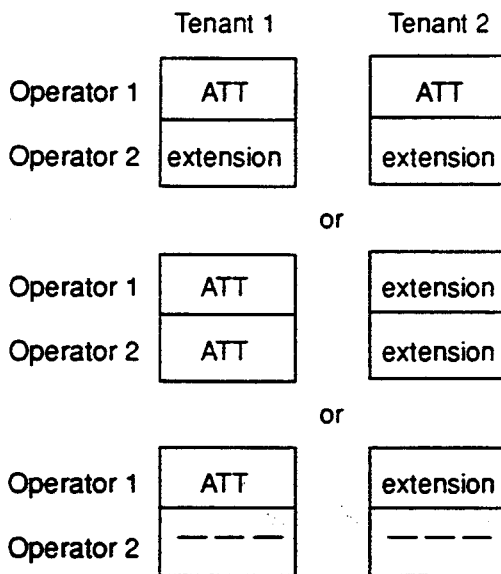 Tenant 1 Tenant 2
Operator 1 ATT ATT
Operator 2 extension extension
or
Operator 1 ATT extension
Operator 2 ATT extension
or
Operator 1 ATT extension
Operator 2 — — — — — —